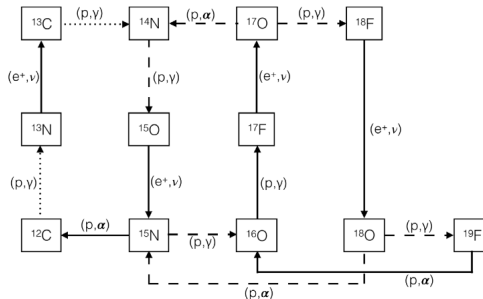 ¹³C (p,γ) ¹⁴N (p,α) ¹⁷O (p,γ) ¹⁸F
(p,γ) (e⁺,ν) (e⁺,ν) (e⁺,ν)
¹³N ¹⁵O ¹⁷F
(p,γ) (e⁺,ν) (p,γ)
¹²C (p,α) ¹⁵N (p,γ) ¹⁶O ¹⁸O (p,γ) ¹⁹F
(p,α) (p,α)